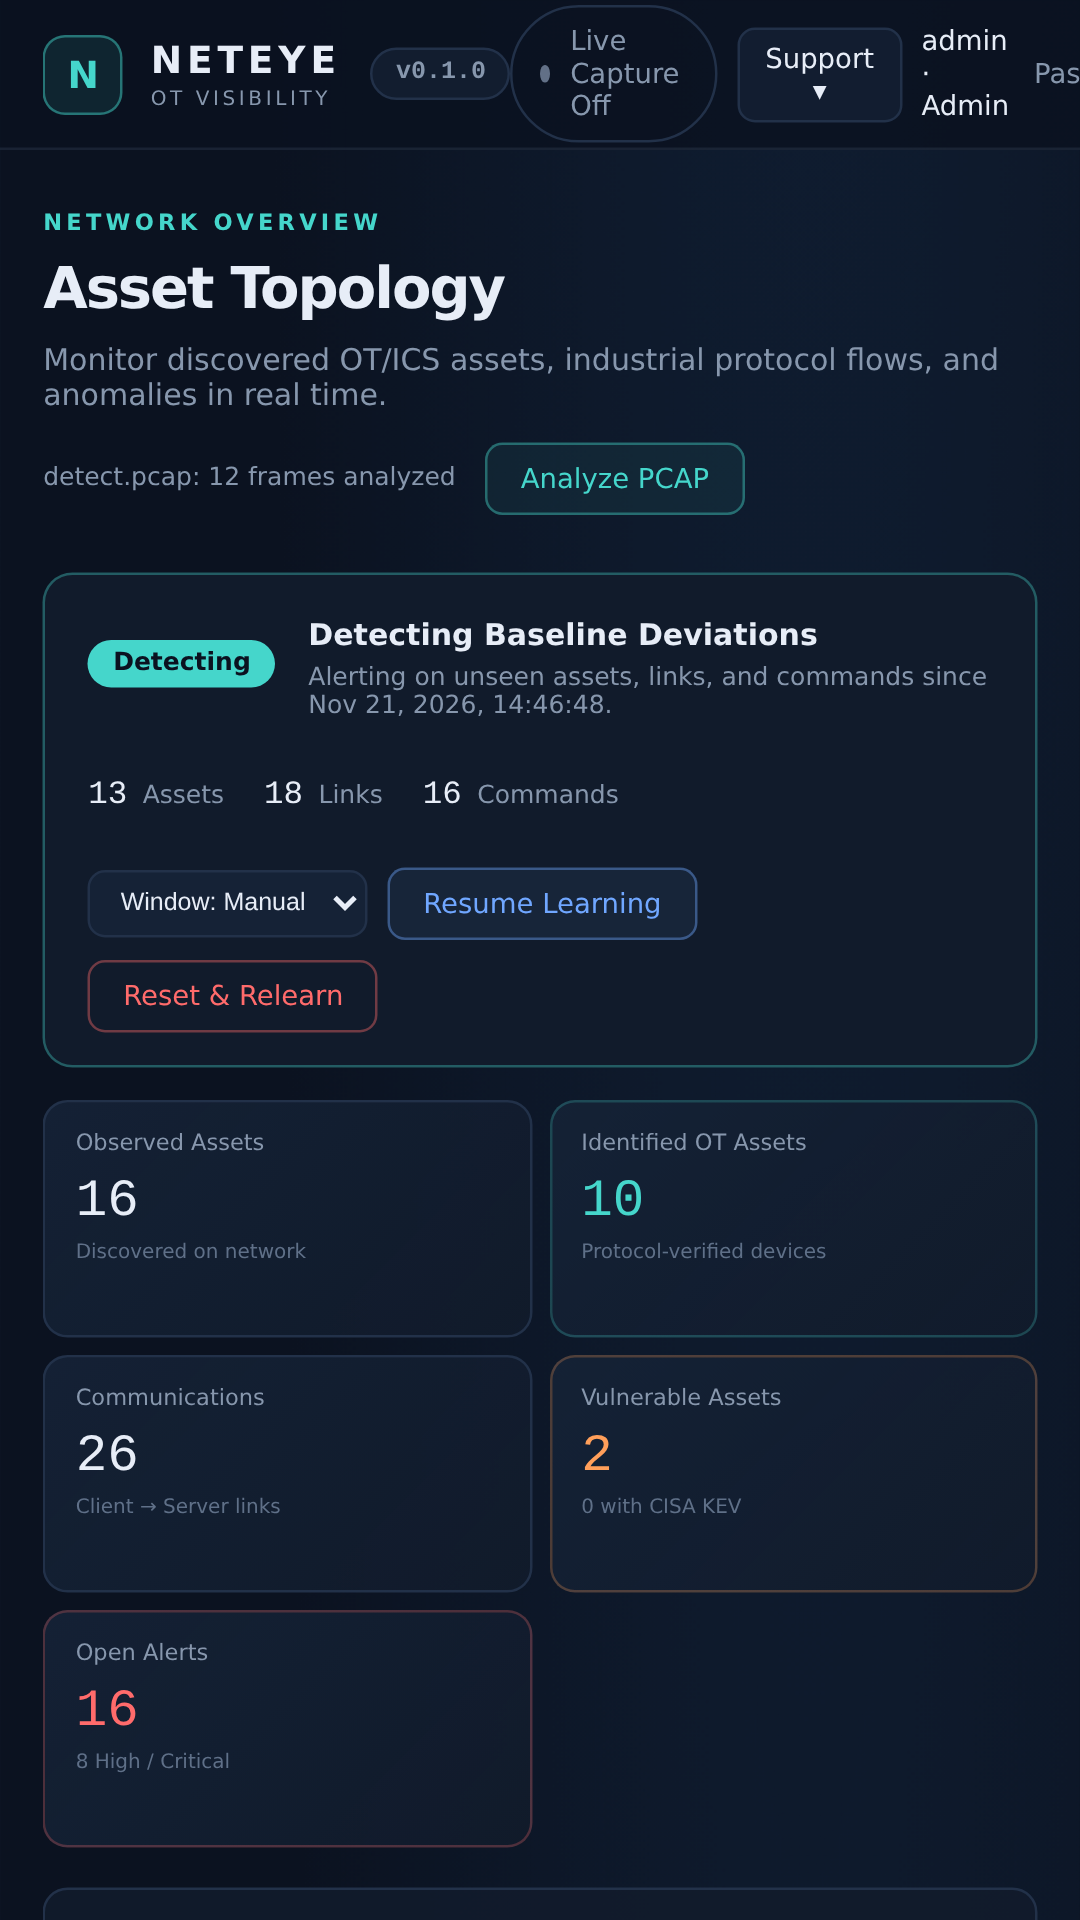 N
NETEYE
OT VISIBILITY
v0.1.0
Live
Capture
Off
Support
▼
admin
·
Admin
NETWORK OVERVIEW
Asset Topology
Monitor discovered OT/ICS assets, industrial protocol flows, and
anomalies in real time.
detect.pcap: 12 frames analyzed
Analyze PCAP
Detecting
Detecting Baseline Deviations
Alerting on unseen assets, links, and commands since
Nov 21, 2026, 14:46:48.
13 Assets 18 Links 16 Commands
Window: Manual
Resume Learning
Reset & Relearn
Observed Assets
16
Discovered on network
Identified OT Assets
10
Protocol-verified devices
Communications
26
Client → Server links
Vulnerable Assets
2
0 with CISA KEV
Open Alerts
16
8 High / Critical